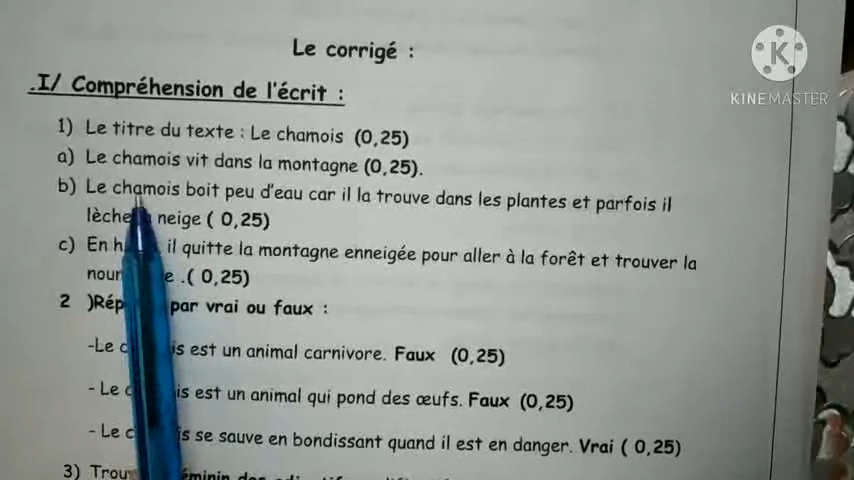 Le corrigé :
.I/ Compréhension de l'écrit :
1) Le titre du texte : Le chamois (0,25)
a) Le chamois vit dans la montagne (0,25).
b) Le chamois boit peu d'eau car il la trouve dans les plantes et parfois il
lèche neige ( 0,25)
c) En il quitte la montagne enneigée pour aller à la forêt et trouver la
.( 0,25)
2 ) par vrai ou faux :
-Le est un animal carnivore. Faux (0,25)
- Le est un animal qui pond des œufs. Faux (0,25)
- Le se sauve en bondissant quand il est en danger. Vrai ( 0,25)
3)
KINEMASTER